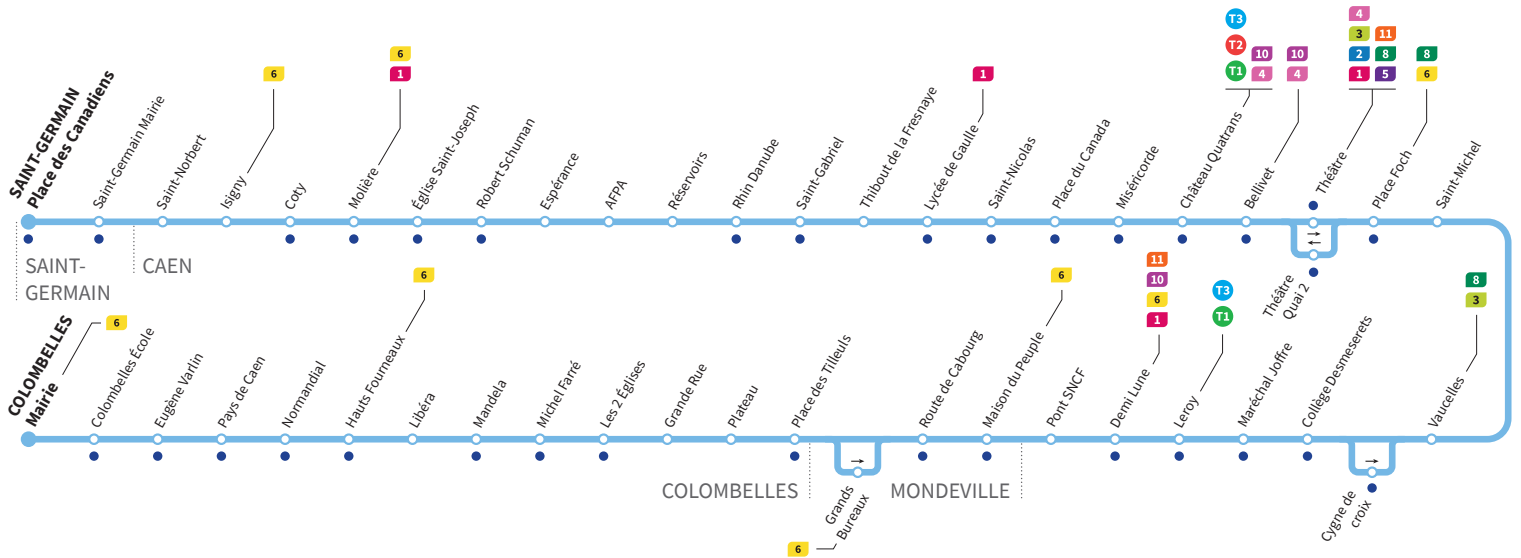 SAINT-GERMAIN
Place des Canadiens
Saint-Germain Mairie
Saint-Norbert
6
Isigny
Coty
6
1
Molière
Église Saint-Joseph
Robert Schuman
Espérance
AFPA
Réservoirs
Rhin Danube
Saint-Gabriel
Thibout de la Fresnaye
1
Lycée de Gaulle
Saint-Nicolas
Place du Canada
Miséricorde
T3
T2
T1
10
4
Château Quatrans
10
4
Bellivet
4
3
2
1
11
8
5
Théâtre
8
6
Place Foch
Saint-Michel
→
←
Théâtre
Quai 2
SAINT-
GERMAIN
CAEN
6
COLOMBELLES
Mairie
Colombelles École
Eugène Varlin
Pays de Caen
Normandial
6
Hauts Fourneaux
Libéra
Mandela
Michel Farré
Les 2 Églises
Grande Rue
Plateau
Place des Tilleuls
→
6
Grands
Bureaux
Route de Cabourg
6
Maison du Peuple
Pont SNCF
11
10
6
1
Demi Lune
T3
T1
Leroy
Maréchal Joffre
Collège Desmeserets
→
Cygne de
croix
8
3
Vaucelles
COLOMBELLES
MONDEVILLE